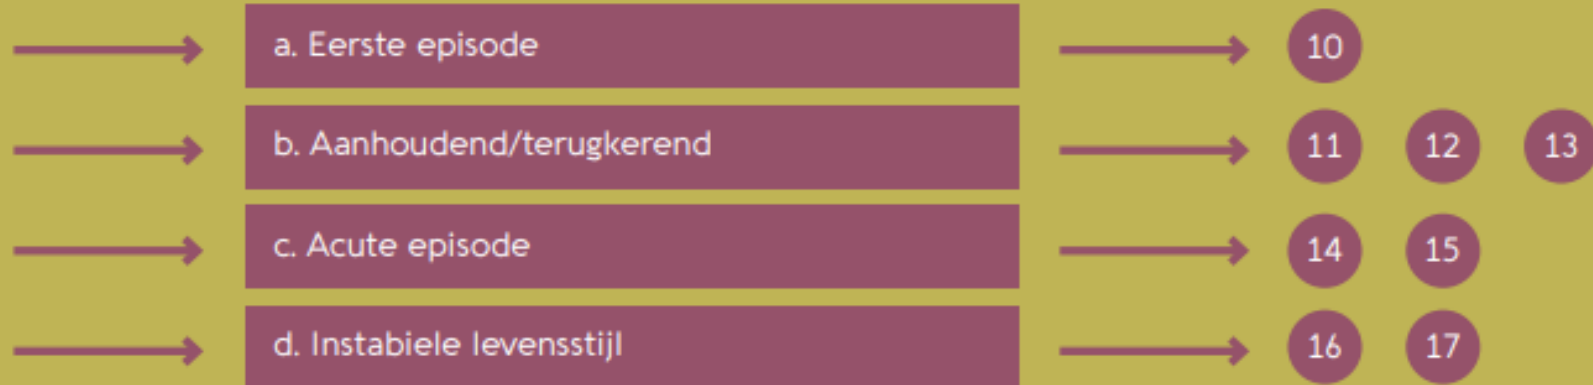 a. Eerste episode 10
b. Aanhoudend/terugkerend 11 12 13
c. Acute episode 14 15
d. Instabiele levensstijl 16 17